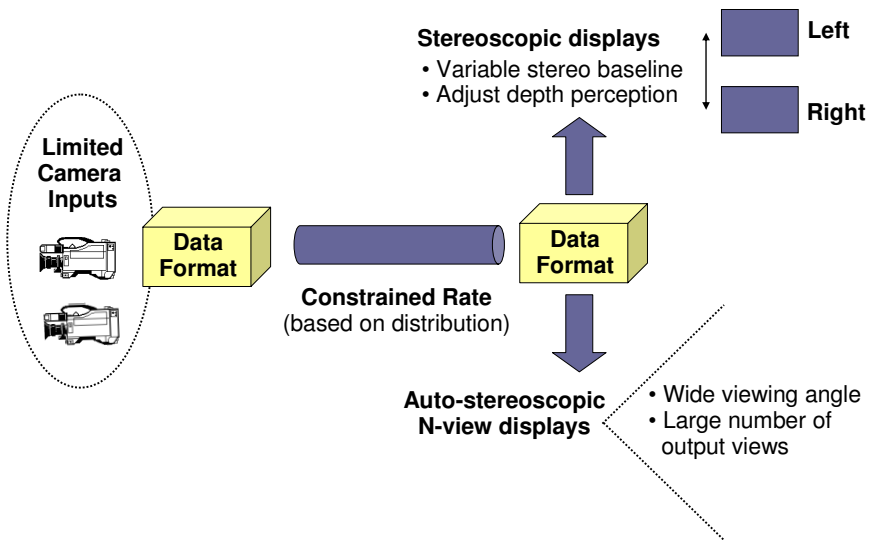 Stereoscopic displays
• Variable stereo baseline
• Adjust depth perception
Left
Right
Limited
Camera
Inputs
Data
Format
Constrained Rate
(based on distribution)
Data
Format
Auto-stereoscopic
N-view displays
• Wide viewing angle
• Large number of
output views